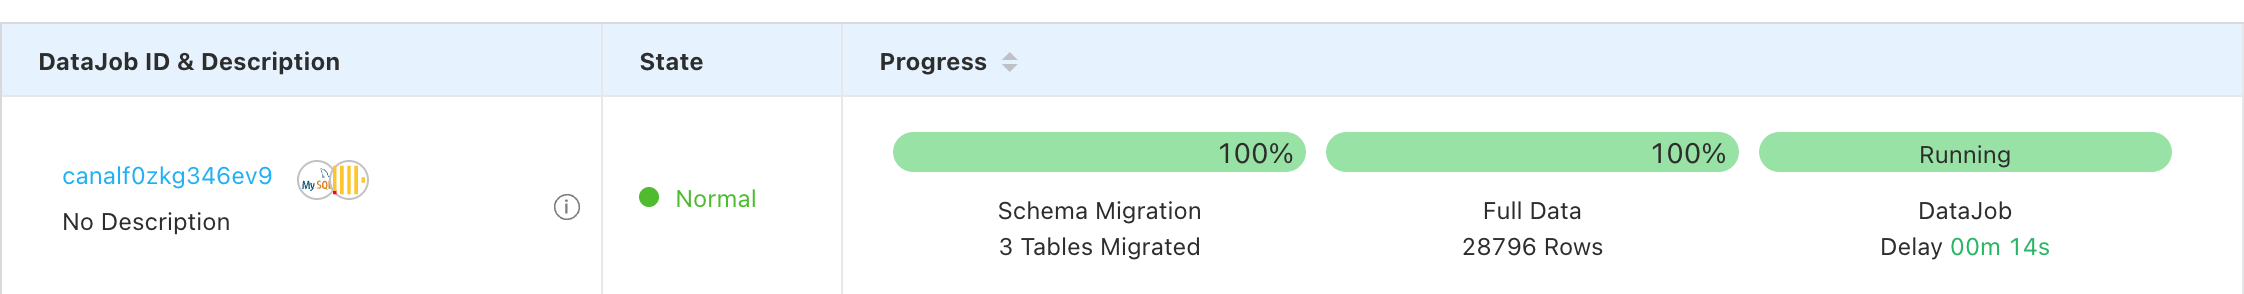 DataJob ID & Description
State
Progress
canalf0zkg346ev9
MySQL
No Description
Normal
100%
Schema Migration
3 Tables Migrated
100%
Full Data
28796 Rows
Running
DataJob
Delay 00m 14s